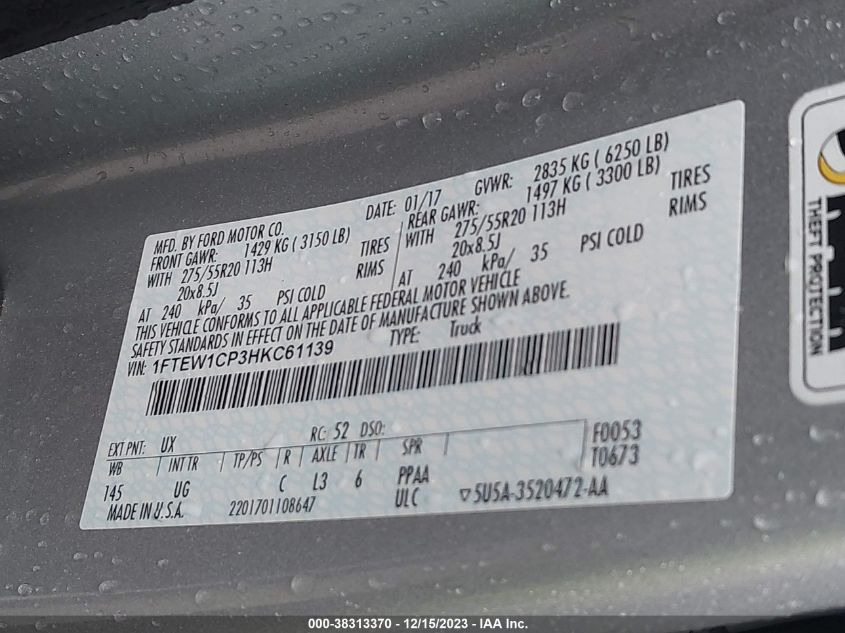 MFD. BY FORD MOTOR CO.
DATE: 01/17 GVWR: 2835 KG ( 6250 LB)
FRONT GAWR: 1429 KG ( 3150 LB)
REAR GAWR: 1497 KG ( 3300 LB)
WITH 275/55R20 113H TIRES
WITH 275/55R20 113H TIRES
20x8.5J RIMS
20x8.5J RIMS
AT 240 kPa/ 35 PSI COLD
AT 240 kPa/ 35 PSI COLD
THIS VEHICLE CONFORMS TO ALL APPLICABLE FEDERAL MOTOR VEHICLE
SAFETY STANDARDS IN EFFECT ON THE DATE OF MANUFACTURE SHOWN ABOVE.
VIN: 1FTEW1CP3HKC61139 TYPE: Truck
EXT PNT: UX RC: 52 DSO: F0053
WB INT TR TP/PS R AXLE TR SPR T0673
145 UG C L3 6 PPAA
MADE IN U.S.A. 2201701108647 ULC 5U5A-3520472-AA
THEFT PROTECTION
000-38313370 - 12/15/2023 - IAA Inc.